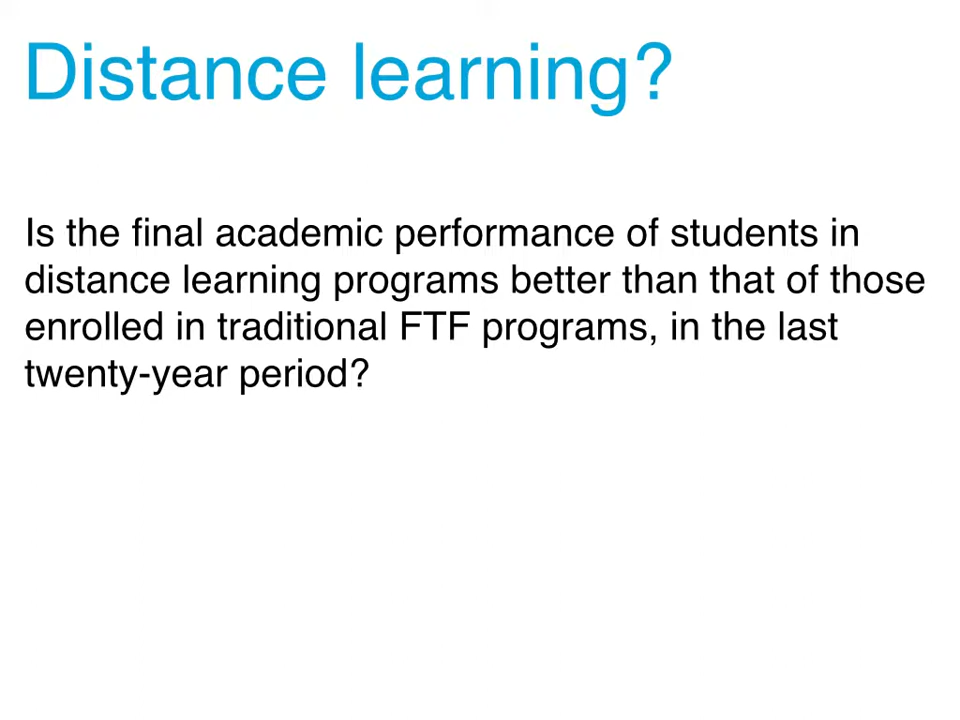 Distance learning?
Is the final academic performance of students in
distance learning programs better than that of those
enrolled in traditional FTF programs, in the last
twenty-year period?